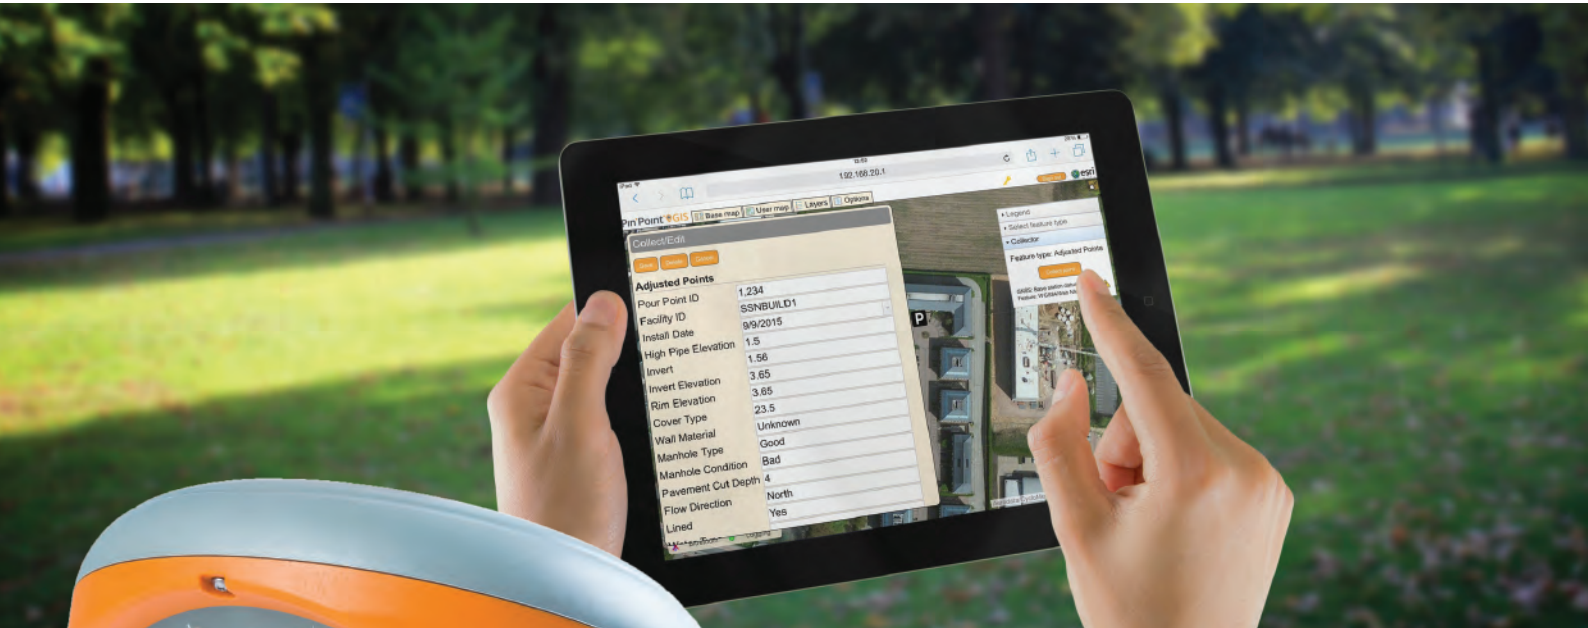 iPad
12:02
192.168.20.1
esri
Pin Point GIS
Base map
User map
Layers
Options
Collect/Edit
Save
Delete
Cancel
Adjusted Points
Pour Point ID 1,234
Facility ID SSNBUILD1
Install Date 9/9/2015
High Pipe Elevation 1.5
Invert 1.56
Invert Elevation 3.65
Rim Elevation 3.65
Cover Type 23.5
Wall Material Unknown
Manhole Type Good
Manhole Condition Bad
Pavement Cut Depth 4
Flow Direction North
Lined Yes
Logging
Legend
Select feature type
Collector
Feature type: Adjusted Points
P